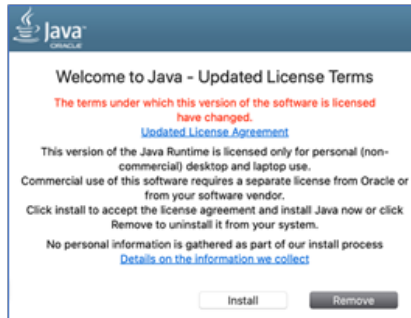 Java™
ORACLE
Welcome to Java - Updated License Terms
The terms under which this version of the software is licensed
have changed.
Updated License Agreement
This version of the Java Runtime is licensed only for personal (non-
commercial) desktop and laptop use.
Commercial use of this software requires a separate license from Oracle or
from your software vendor.
Click install to accept the license agreement and install Java now or click
Remove to uninstall it from your system.
No personal information is gathered as part of our install process
Details on the information we collect
Install
Remove